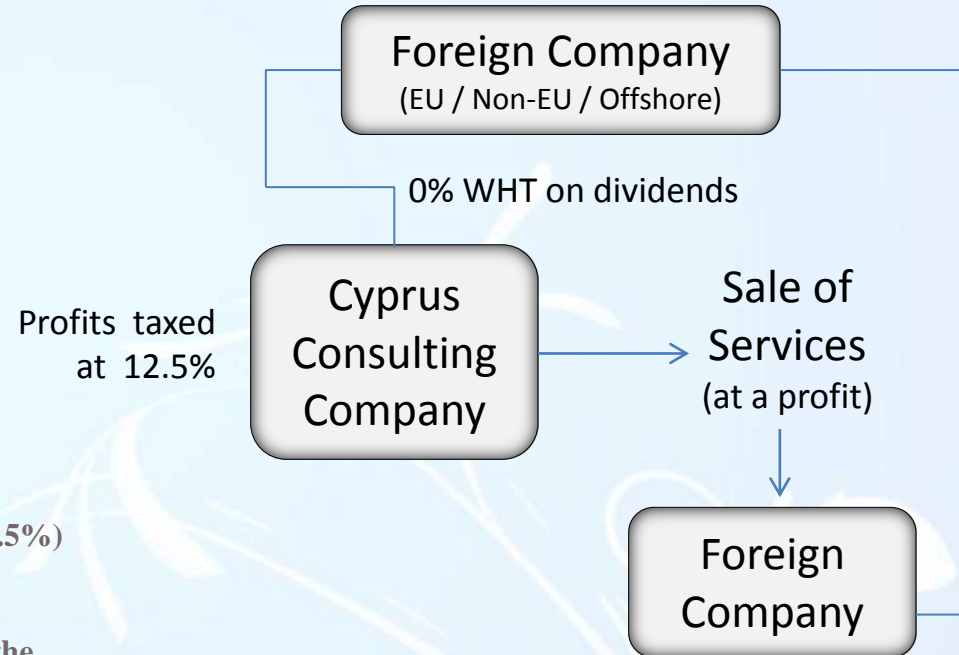 Foreign Company
(EU / Non-EU / Offshore)
0% WHT on dividends
Profits taxed
at 12.5%
Cyprus
Consulting
Company
Sale of
Services
(at a profit)
.5%)
Foreign
Company